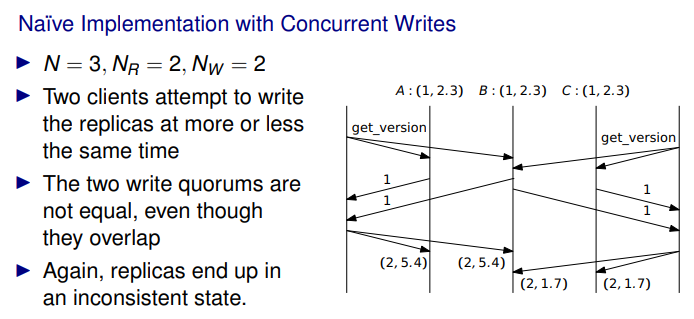 Naïve Implementation with Concurrent Writes
▶ N = 3, N_R = 2, N_W = 2
▶ Two clients attempt to write
the replicas at more or less
the same time
▶ The two write quorums are
not equal, even though
they overlap
▶ Again, replicas end up in
an inconsistent state.
A : (1, 2.3) B : (1, 2.3) C : (1, 2.3)
get_version
get_version
1
1
1
1
(2, 5.4) (2, 5.4)
(2, 1.7) (2, 1.7)